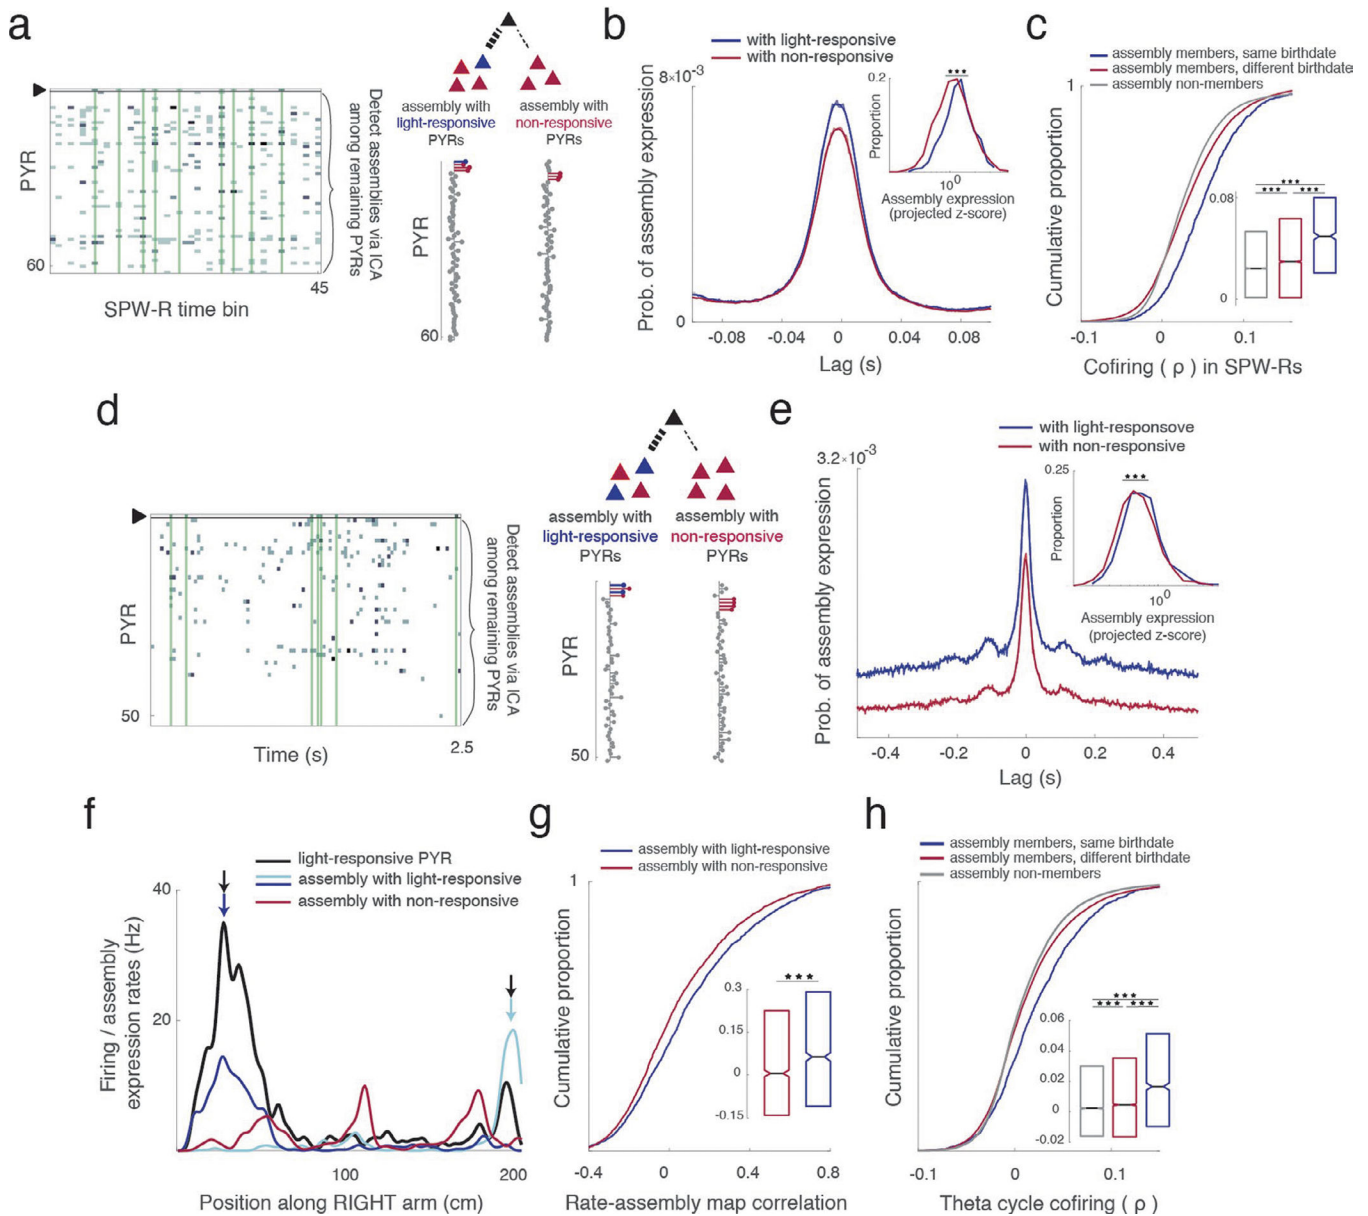 a
PYR
60
45
SPW-R time bin
Detect assemblies via ICA
among remaining PYRs
assembly with
light-responsive
PYRs
assembly with
non-responsive
PYRs
PYR
60
b
with light-responsive
with non-responsive
8×10-3
Prob. of assembly expression
0
-0.08
-0.04
0
0.04
0.08
Lag (s)
0.2
***
Proportion
0
10⁰
Assembly expression
(projected z-score)
c
assembly members, same birthdate
assembly members, different birthdate
assembly non-members
1
Cumulative proportion
0
-0.1
0
0.1
Cofiring ( ρ ) in SPW-Rs
0.08
0
***
*** ***
d
PYR
50
2.5
Time (s)
Detect assemblies via ICA
among remaining PYRs
assembly with
light-responsive
PYRs
assembly with
non-responsive
PYRs
PYR
50
e
with light-responsove
with non-responsive
3.2×10-3
Prob. of assembly expression
-0.4
-0.2
0
0.2
0.4
Lag (s)
0.25
***
Proportion
0
10⁰
Assembly expression
(projected z-score)
f
light-responsive PYR
assembly with light-responsive
assembly with non-responsive
40
20
Firing / assembly
expression rates (Hz)
100
200
Position along RIGHT arm (cm)
g
assembly with light-responsive
assembly with non-responsive
1
Cumulative proportion
0
-0.4
0
0.4
0.8
Rate-assembly map correlation
0.3
0.15
0
-0.15
***
h
assembly members, same birthdate
assembly members, different birthdate
assembly non-members
1
Cumulative proportion
0
-0.1
0
0.1
Theta cycle cofiring ( ρ )
0.06
0.04
0.02
0
-0.02
***
*** ***